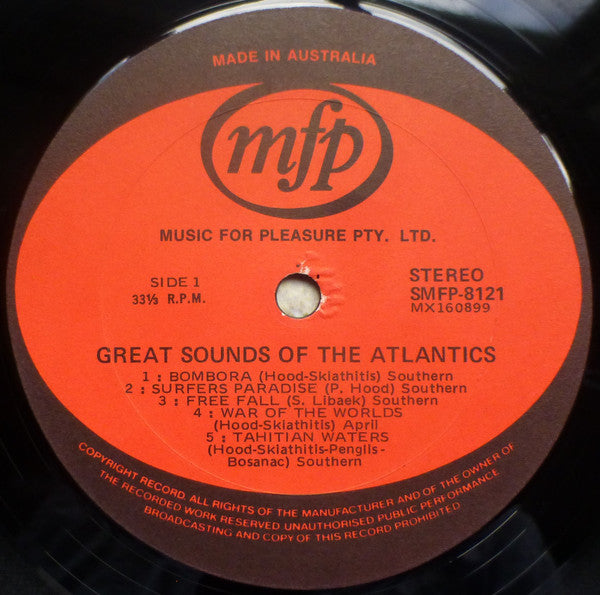 MADE IN AUSTRALIA
mfp
MUSIC FOR PLEASURE PTY. LTD.
SIDE 1
33⅓ R.P.M.
STEREO
SMFP-8121
MX160899
GREAT SOUNDS OF THE ATLANTICS
1 : BOMBORA (Hood-Skiathitis) Southern
2 : SURFERS PARADISE (P. Hood) Southern
3 : FREE FALL (S. Libaek) Southern
4 : WAR OF THE WORLDS
(Hood-Skiathitis) April
5 : TAHITIAN WATERS
(Hood-Skiathitis-Penglis-
Bosanac) Southern
COPYRIGHT RECORD ALL RIGHTS OF THE MANUFACTURER AND OF THE OWNER OF
THE RECORDED WORK RESERVED UNAUTHORISED PUBLIC PERFORMANCE
BROADCASTING AND COPY OF THIS RECORD PROHIBITED